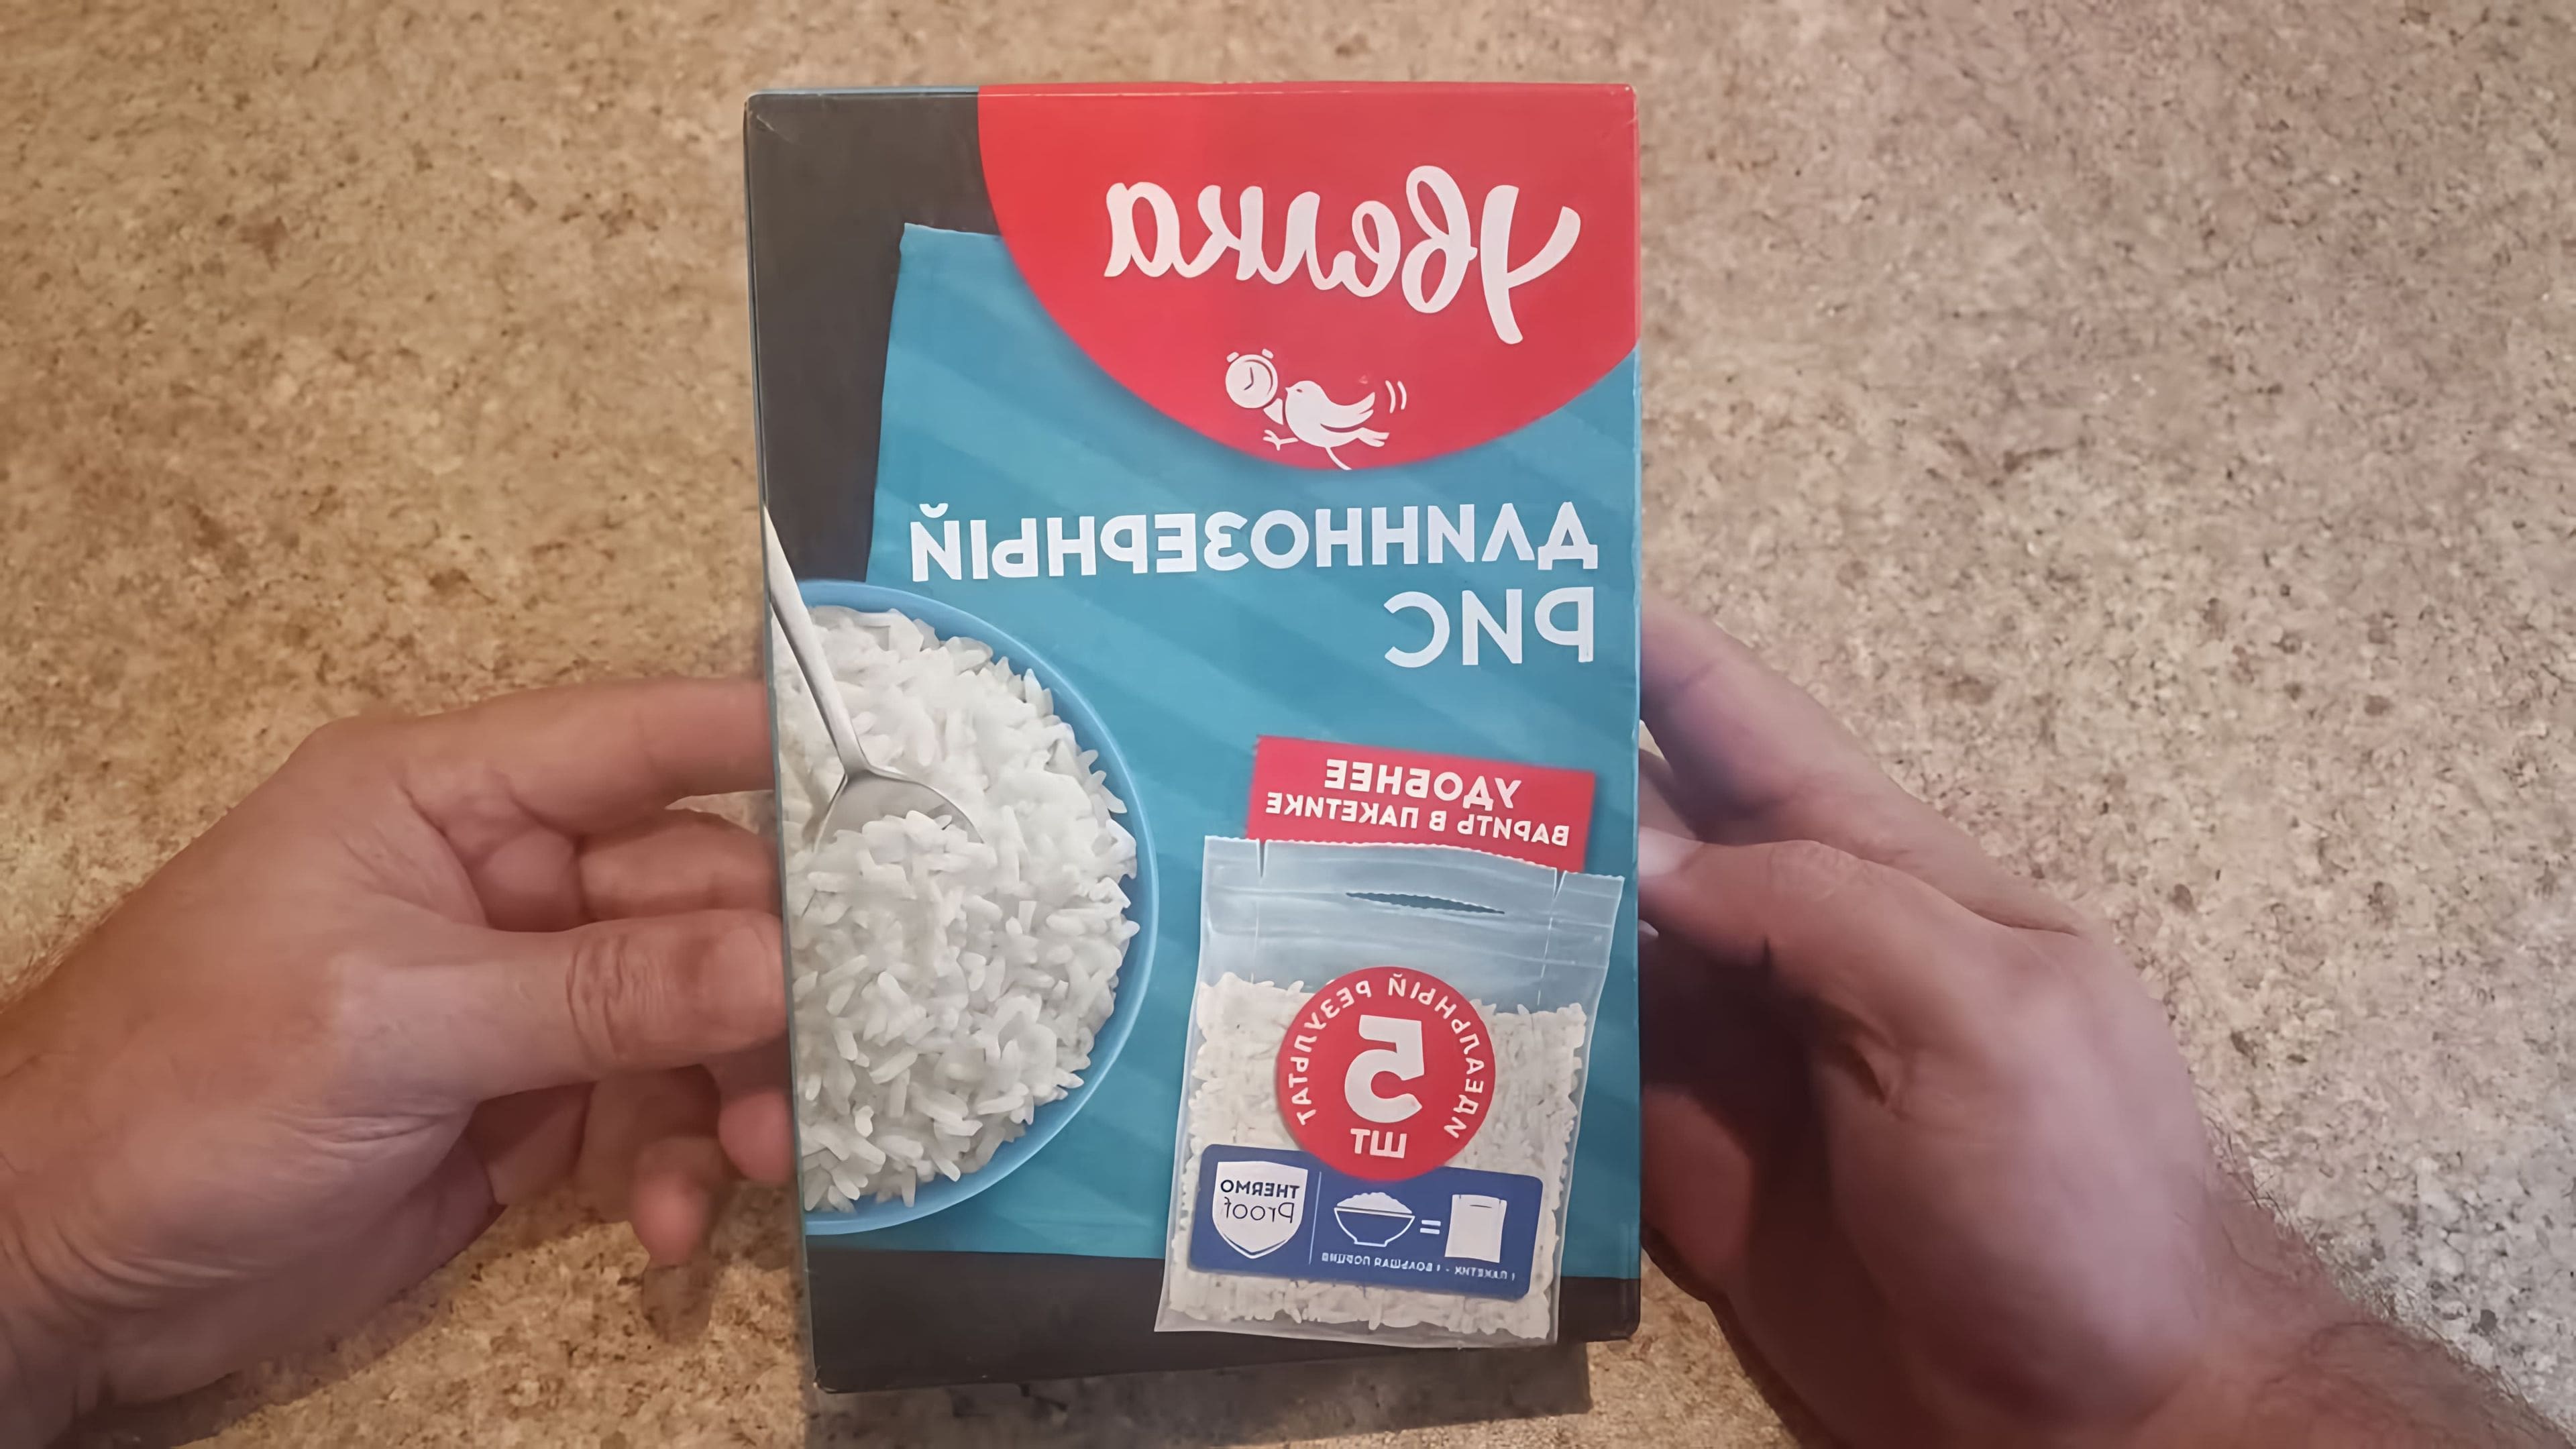 Увелка
ДЛИННОЗЕРНЫЙ
РИС
УДОБНЕЕ
ВАРИТЬ В ПАКЕТИКЕ
ИДЕАЛЬНЫЙ РЕЗУЛЬТАТ
5
ШТ
THERMO
Proof
=
1 ПАКЕТИК - 1 БОЛЬШАЯ ПОРЦИЯ